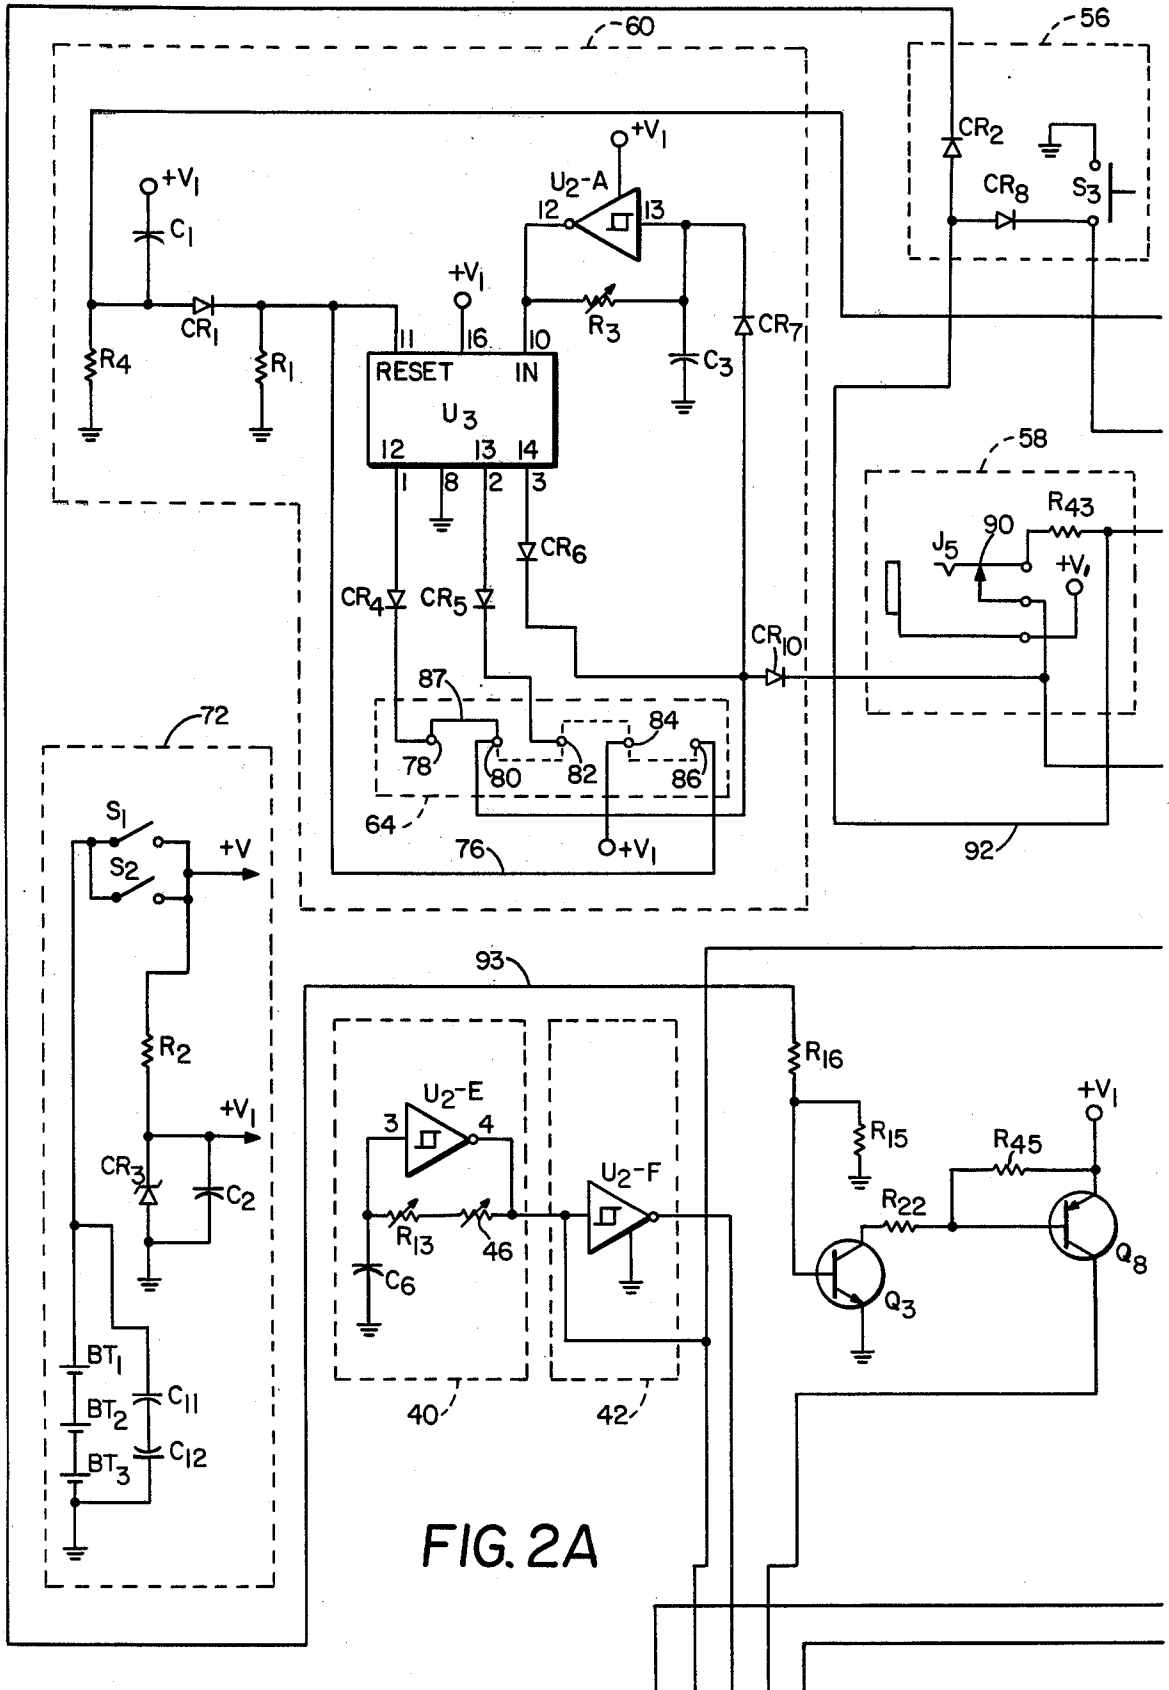 60
56
+V1
+V1
U2-A
12
13
C1
CR2
CR8
S3
+V1
CR1
R4
R1
R3
C3
CR7
11
16
10
RESET
IN
U3
12
13
14
1
8
2
3
CR6
CR4
CR5
CR10
58
R43
J5
90
+V1
87
84
78
80
82
86
64
76
+V1
92
72
S1
S2
+V
R2
+V1
CR3
C2
BT1
BT2
BT3
C11
C12
93
U2-E
3
4
R13
46
C6
40
U2-F
42
R16
R15
R22
R45
+V1
Q3
Q8
FIG. 2A